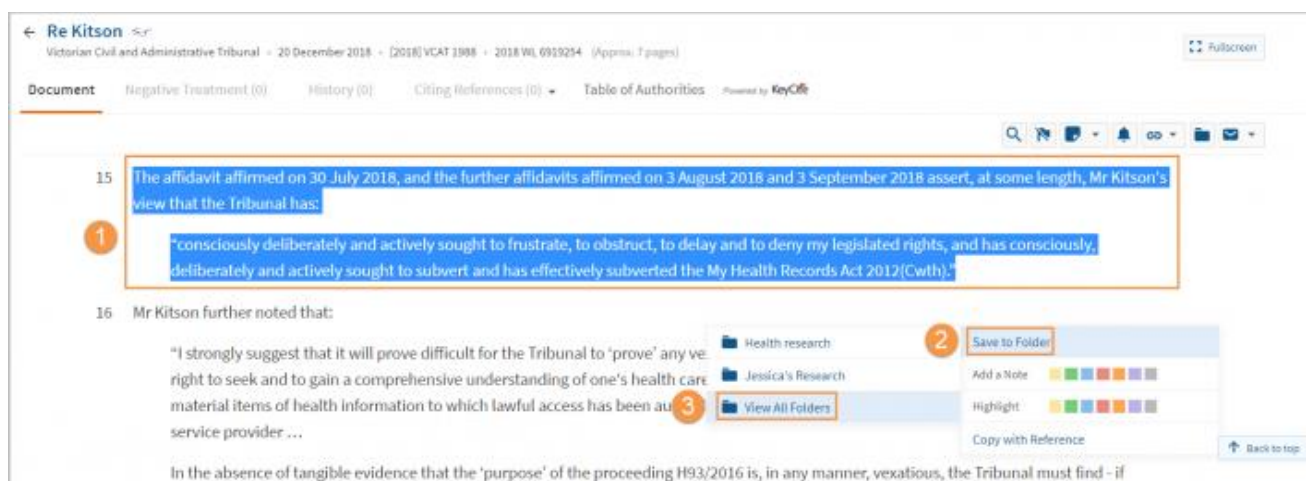 ← Re Kitson
Victorian Civil and Administrative Tribunal • 20 December 2018 • [2018] VCAT 1988 • 2018 WL 6919254 (Approx. 7 pages)
Fullscreen
Document Negative Treatment (0) History (0) Citing References (0) Table of Authorities Powered by KeyCite
15 The affidavit affirmed on 30 July 2018, and the further affidavits affirmed on 3 August 2018 and 3 September 2018 assert, at some length, Mr Kitson's
view that the Tribunal has:
1
“consciously deliberately and actively sought to frustrate, to obstruct, to delay and to deny my legislated rights, and has consciously,
deliberately and actively sought to subvert and has effectively subverted the My Health Records Act 2012(Cwth).”
16 Mr Kitson further noted that:
“I strongly suggest that it will prove difficult for the Tribunal to ‘prove’ any ve
right to seek and to gain a comprehensive understanding of one's health care
material items of health information to which lawful access has been au
service provider …
Health research
Jessica's Research
3 View All Folders
2 Save to Folder
Add a Note
Highlight
Copy with Reference
Back to top
In the absence of tangible evidence that the ‘purpose’ of the proceeding H93/2016 is, in any manner, vexatious, the Tribunal must find - if